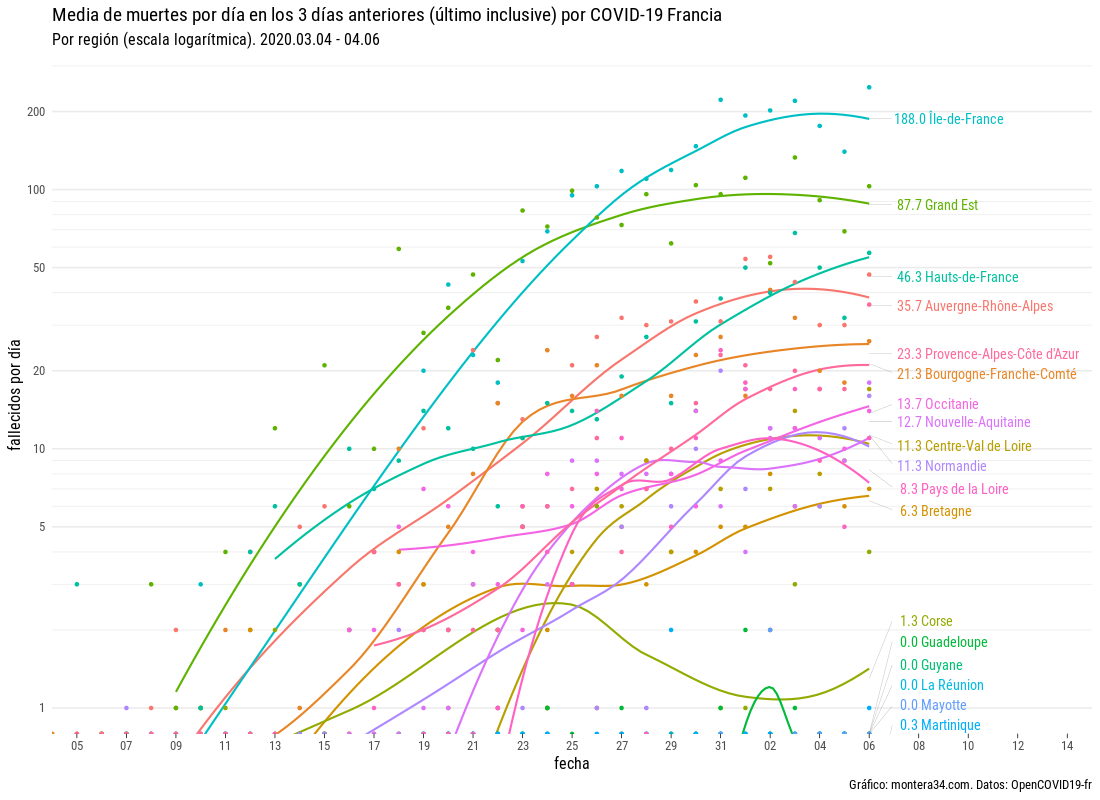 Media de muertes por día en los 3 días anteriores (último inclusive) por COVID-19 Francia
Por región (escala logarítmica). 2020.03.04 - 04.06
fallecidos por día
200
100
50
20
10
5
1
188.0 Île-de-France
87.7 Grand Est
46.3 Hauts-de-France
35.7 Auvergne-Rhône-Alpes
23.3 Provence-Alpes-Côte d'Azur
21.3 Bourgogne-Franche-Comté
13.7 Occitanie
12.7 Nouvelle-Aquitaine
11.3 Centre-Val de Loire
11.3 Normandie
8.3 Pays de la Loire
6.3 Bretagne
1.3 Corse
0.0 Guadeloupe
0.0 Guyane
0.0 La Réunion
0.0 Mayotte
0.3 Martinique
05 07 09 11 13 15 17 19 21 23 25 27 29 31 02 04 06 08 10 12 14
fecha
Gráfico: montera34.com. Datos: OpenCOVID19-fr